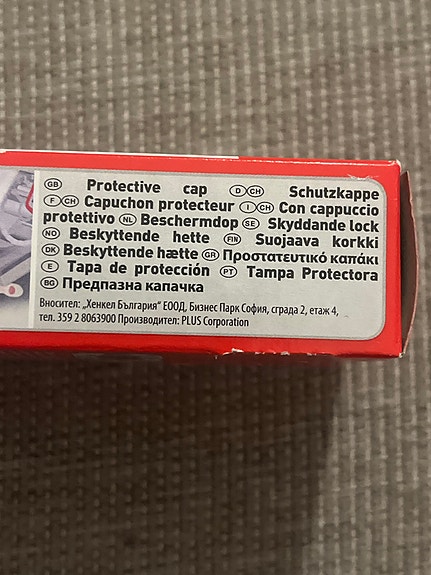 GB Protective cap D CH Schutzkappe
F CH Capuchon protecteur I CH Con cappuccio
protettivo NL Beschermdop SE Skyddande lock
NO Beskyttende hette FIN Suojaava korkki
DK Beskyttende hætte GR Προστατευτικό καπάκι
E Tapa de protección PT Tampa Protectora
BG Предпазна капачка
Вносител: „Хенкел България" ЕООД, Бизнес Парк София, сграда 2, етаж 4,
тел. 359 2 8063900 Производител: PLUS Corporation